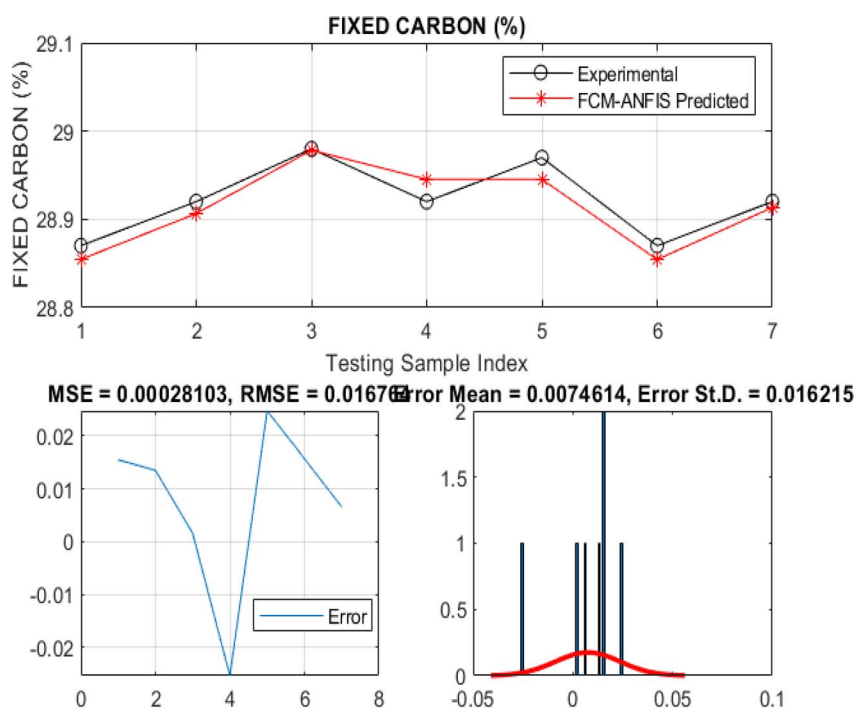 FIXED CARBON (%)
29.1
29
28.9
28.8
FIXED CARBON (%)
Experimental
FCM-ANFIS Predicted
1 2 3 4 5 6 7
Testing Sample Index
MSE = 0.00028103, RMSE = 0.016764
Error Mean = 0.0074614, Error St.D. = 0.016215
0.02
0.01
0
-0.01
-0.02
Error
0 2 4 6 8
2
1.5
1
0.5
0
-0.05 0 0.05 0.1